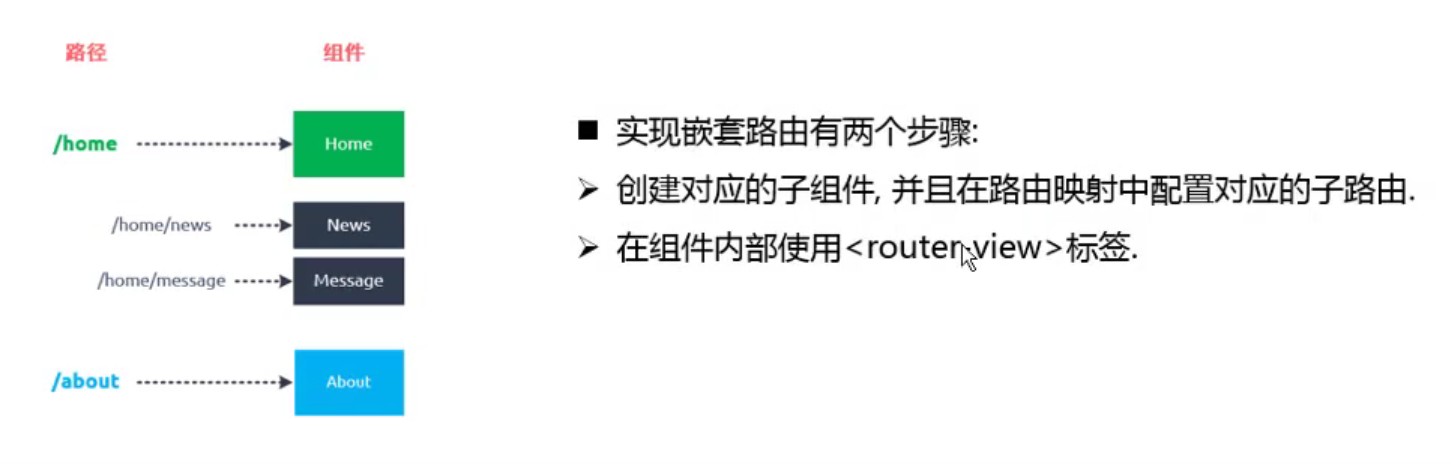 路径 组件
/home Home
/home/news News
/home/message Message
/about About
实现嵌套路由有两个步骤:
创建对应的子组件, 并且在路由映射中配置对应的子路由.
在组件内部使用<router-view>标签.